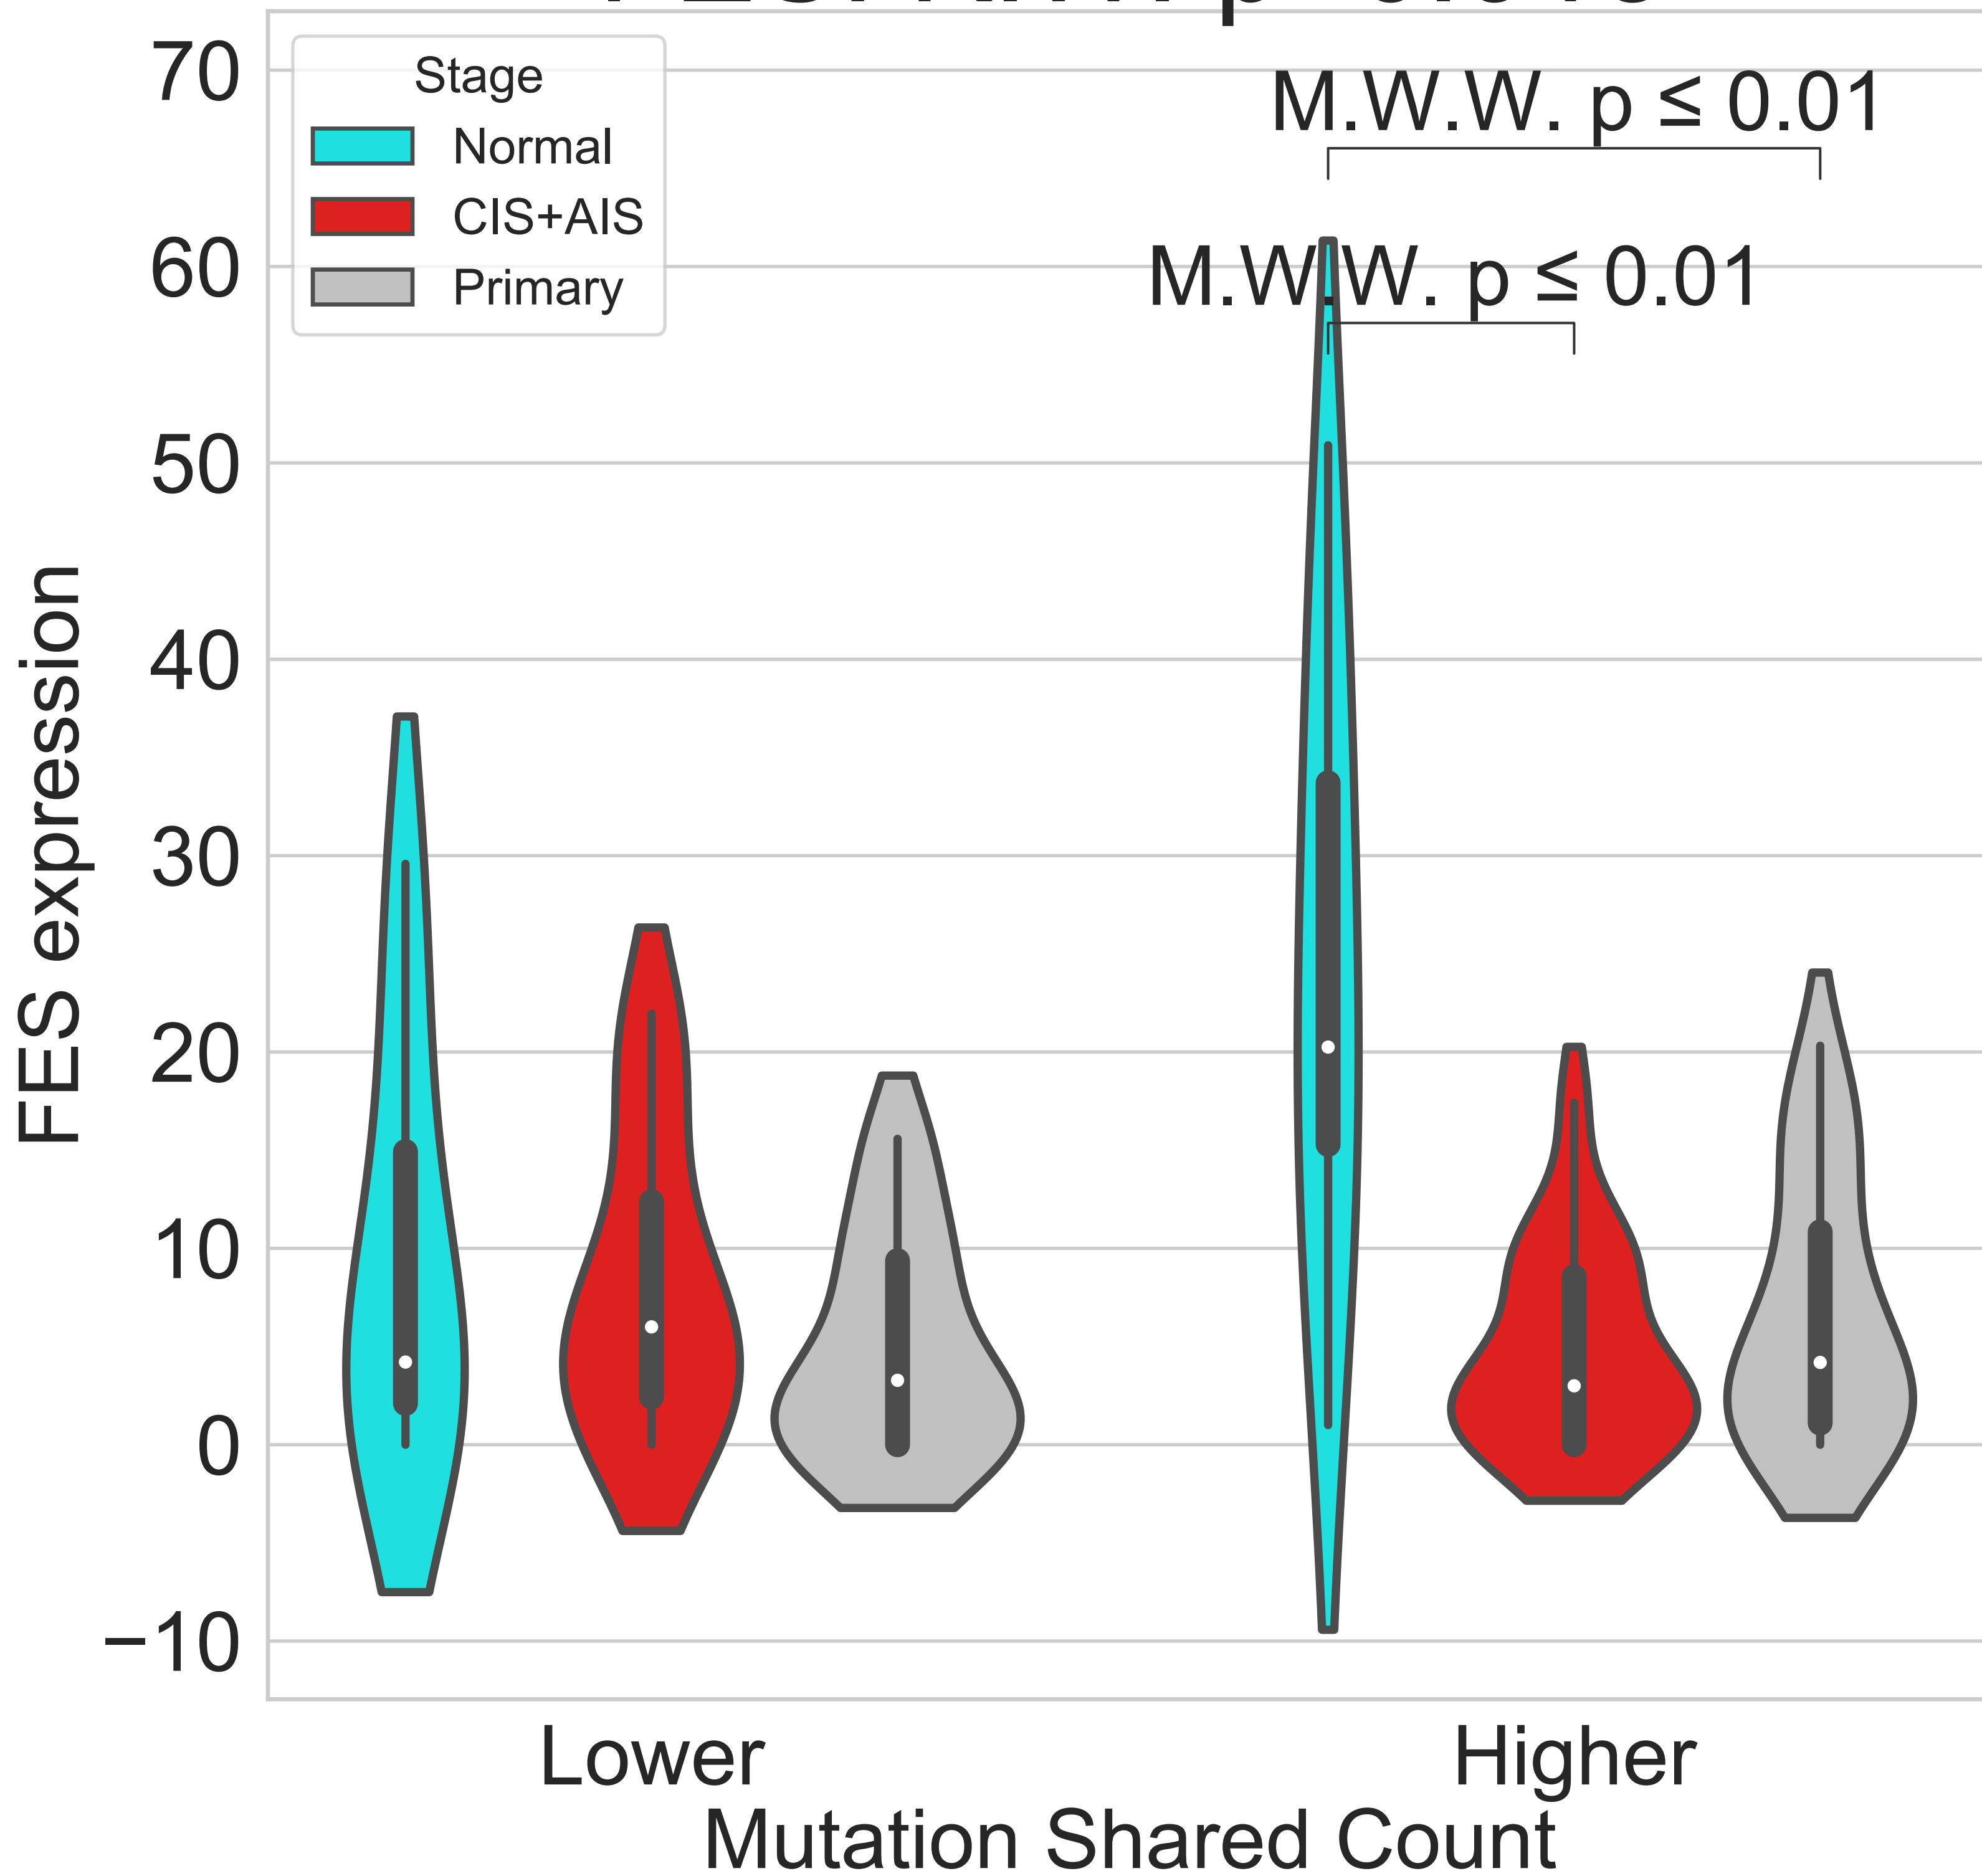 70
60
50
40
30
20
10
0
−10
FES expression
Stage
Normal
CIS+AIS
Primary
M.W.W. p ≤ 0.01
M.W.W. p ≤ 0.01
Lower
Higher
Mutation Shared Count